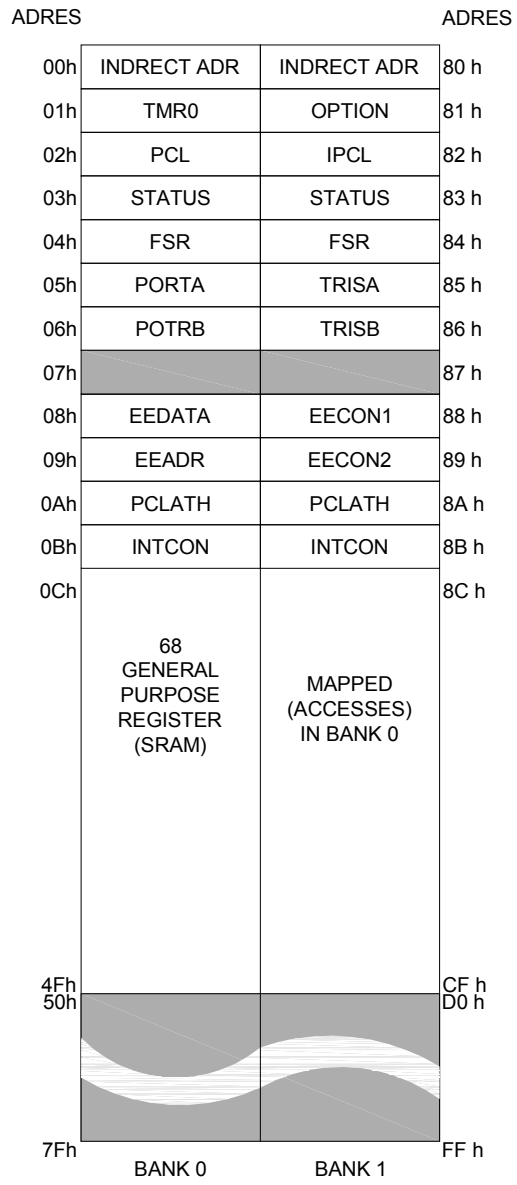 ADRES ADRES
00h INDRECT ADR INDRECT ADR 80 h
01h TMR0 OPTION 81 h
02h PCL IPCL 82 h
03h STATUS STATUS 83 h
04h FSR FSR 84 h
05h PORTA TRISA 85 h
06h POTRB TRISB 86 h
07h 87 h
08h EEDATA EECON1 88 h
09h EEADR EECON2 89 h
0Ah PCLATH PCLATH 8A h
0Bh INTCON INTCON 8B h
0Ch 8C h
68
GENERAL
PURPOSE
REGISTER
(SRAM)
MAPPED
(ACCESSES)
IN BANK 0
4Fh CF h
50h D0 h
7Fh FF h
BANK 0 BANK 1